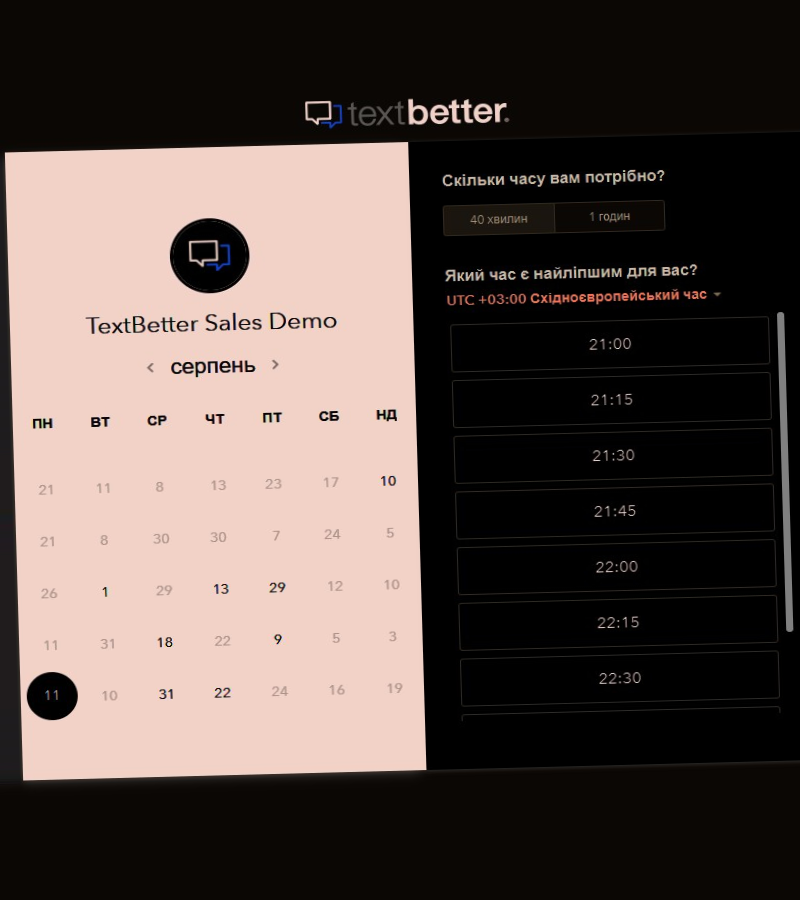 textbetter.
TextBetter Sales Demo
серпень
ПН ВТ СР ЧТ ПТ СБ НД
21 11 8 13 23 17 10
21 8 30 30 7 24 5
26 1 29 13 29 12 10
11 31 18 22 9 5 3
11 10 31 22 24 16 19
Скільки часу вам потрібно?
40 хвилин 1 годин
Який час є найліпшим для вас?
UTC +03:00 Східноєвропейський час
21:00
21:15
21:30
21:45
22:00
22:15
22:30